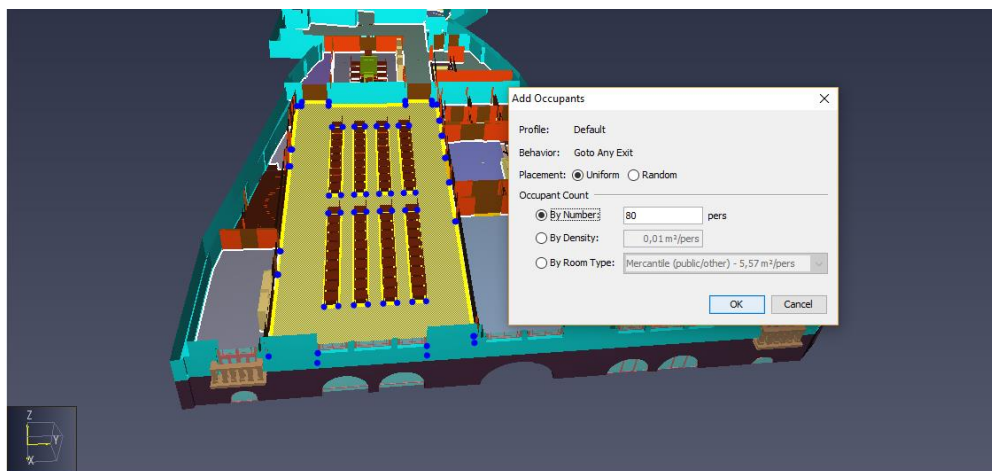 Add Occupants
Profile: Default
Behavior: Goto Any Exit
Placement: Uniform Random
Occupant Count
By Number: 80 pers
By Density: 0,01 m²/pers
By Room Type: Mercantile (public/other) - 5,57 m²/pers
OK Cancel
Z
Y
X